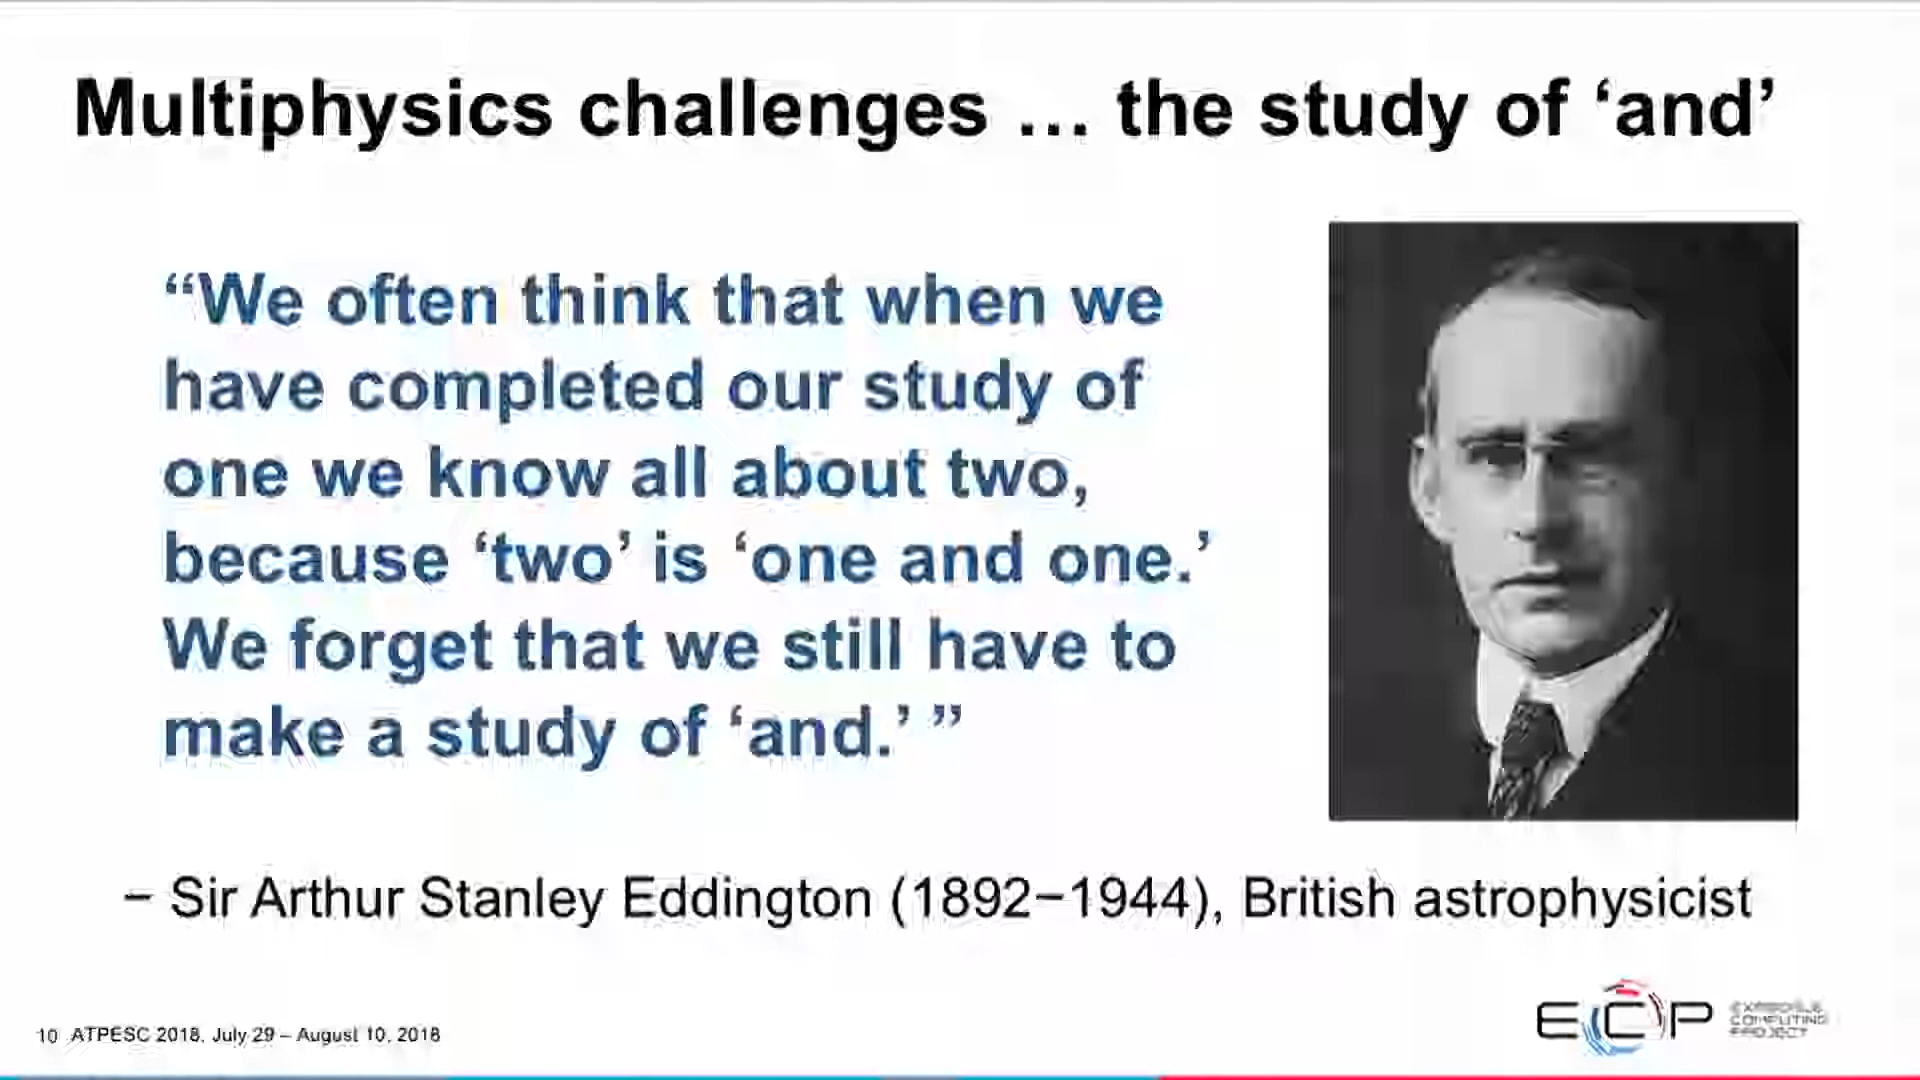 Multiphysics challenges … the study of ‘and’
“We often think that when we
have completed our study of
one we know all about two,
because ‘two’ is ‘one and one.’
We forget that we still have to
make a study of ‘and.’ ”
− Sir Arthur Stanley Eddington (1892−1944), British astrophysicist
10 ATPESC 2018, July 29 – August 10, 2018
ECP
EXASCALE
COMPUTING
PROJECT